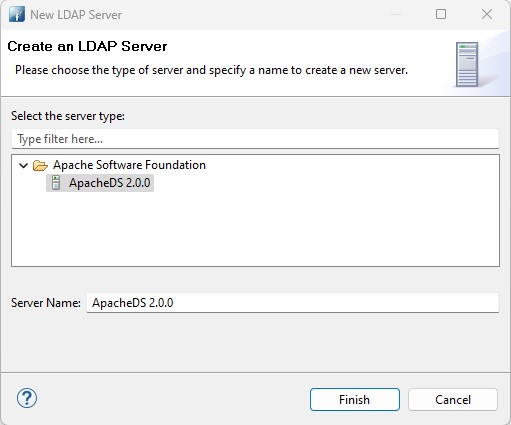 New LDAP Server
Create an LDAP Server
Please choose the type of server and specify a name to create a new server.
Select the server type:
Type filter here...
Apache Software Foundation
ApacheDS 2.0.0
Server Name: ApacheDS 2.0.0
? Finish Cancel